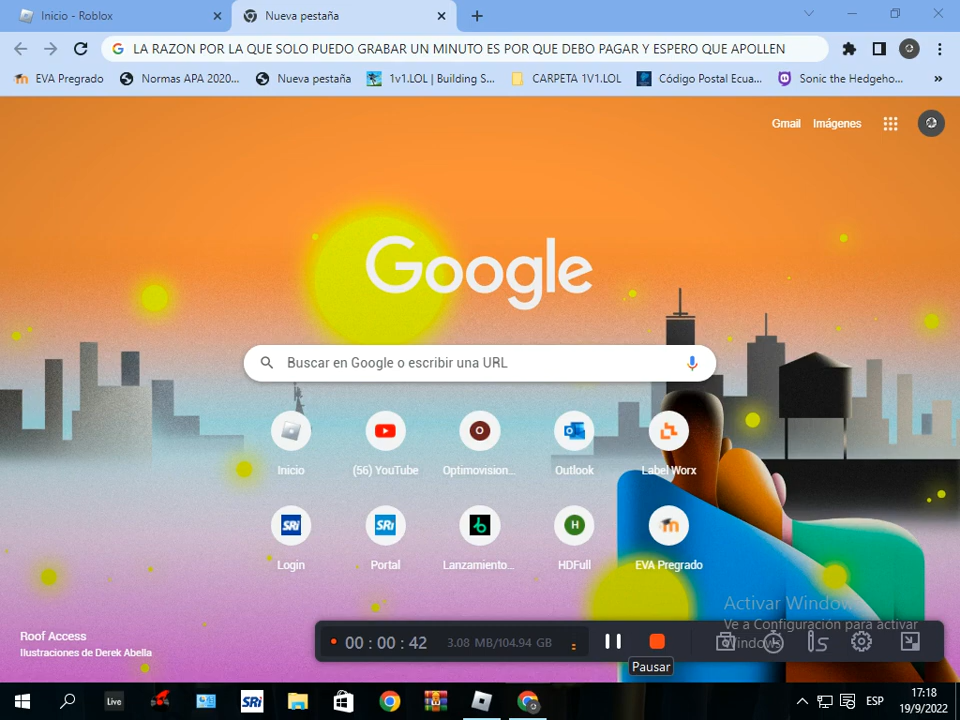 Inicio - Roblox
Nueva pestaña
LA RAZON POR LA QUE SOLO PUEDO GRABAR UN MINUTO ES POR QUE DEBO PAGAR Y ESPERO QUE APOLLEN
EVA Pregrado
Normas APA 2020...
Nueva pestaña
1v1.LOL | Building S...
CARPETA 1V1.LOL
Código Postal Ecua...
Sonic the Hedgeho...
»
Gmail
Imágenes
Google
Buscar en Google o escribir una URL
Inicio
(56) YouTube
Optimovision...
Outlook
Label Worx
Login
Portal
Lanzamiento...
HDFull
EVA Pregrado
Activar Windows
Ve a Configuración para activar
Windows.
Roof Access
Ilustraciones de Derek Abella
00 : 00 : 42
3.08 MB/104.94 GB
Pausar
Live
SRi
ESP
17:18
19/9/2022